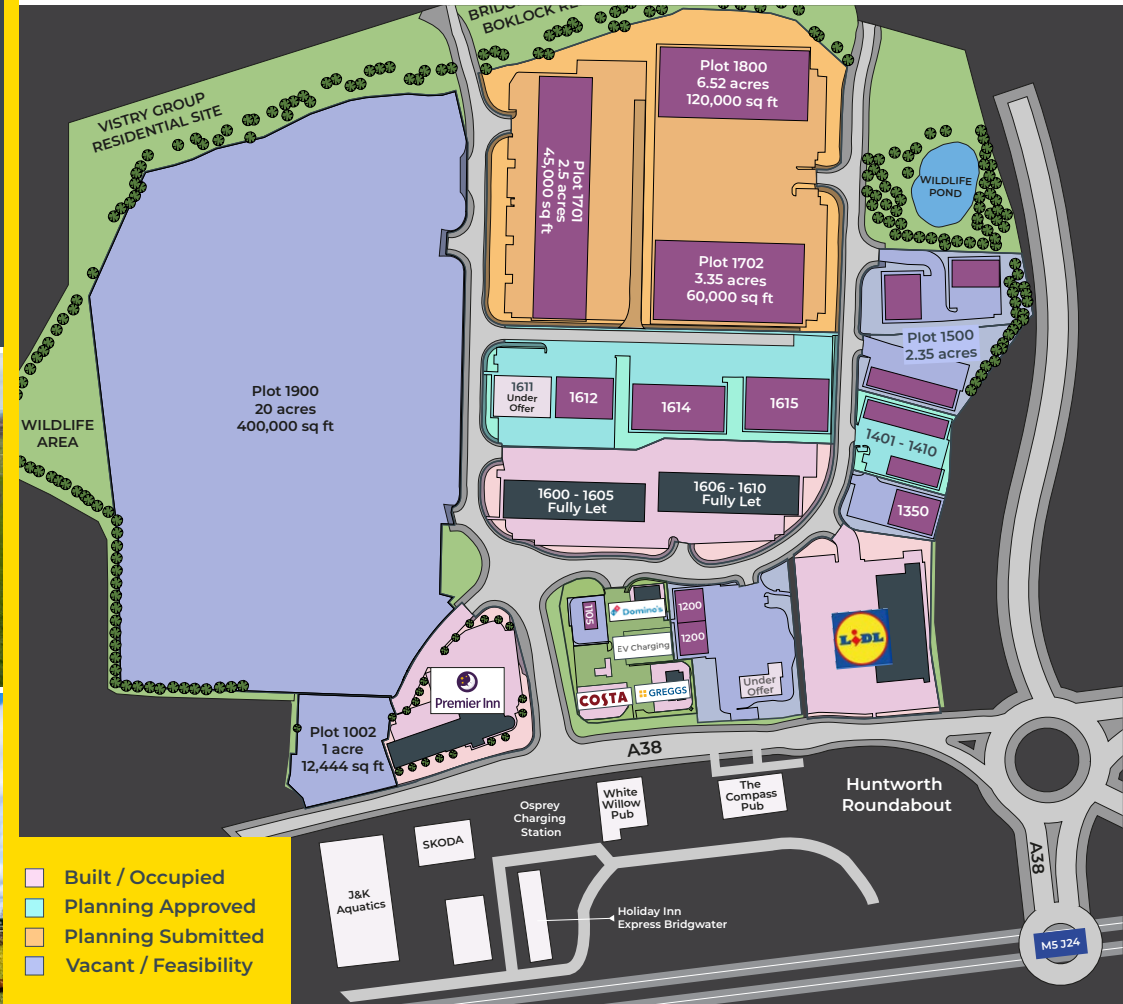 BOKLOCK
VISTRY GROUP
RESIDENTIAL SITE
Plot 1800
6.52 acres
120,000 sq ft
Plot 1701
2.5 acres
45,000 sq ft
WILDLIFE
POND
Plot 1702
3.35 acres
60,000 sq ft
Plot 1500
2.35 acres
Plot 1900
20 acres
400,000 sq ft
1611
Under
Offer
1612
1614
1615
WILDLIFE
AREA
1401 - 1410
1600 - 1605
Fully Let
1606 - 1610
Fully Let
1350
1105
Domino's
1200
1200
EV Charging
LIDL
Premier Inn
COSTA
GREGGS
Under
Offer
Plot 1002
1 acre
12,444 sq ft
A38
Huntworth
Roundabout
White
Willow
Pub
The
Compass
Pub
Osprey
Charging
Station
SKODA
J&K
Aquatics
A38
Holiday Inn
Express Bridgwater
M5 J24
Built / Occupied
Planning Approved
Planning Submitted
Vacant / Feasibility